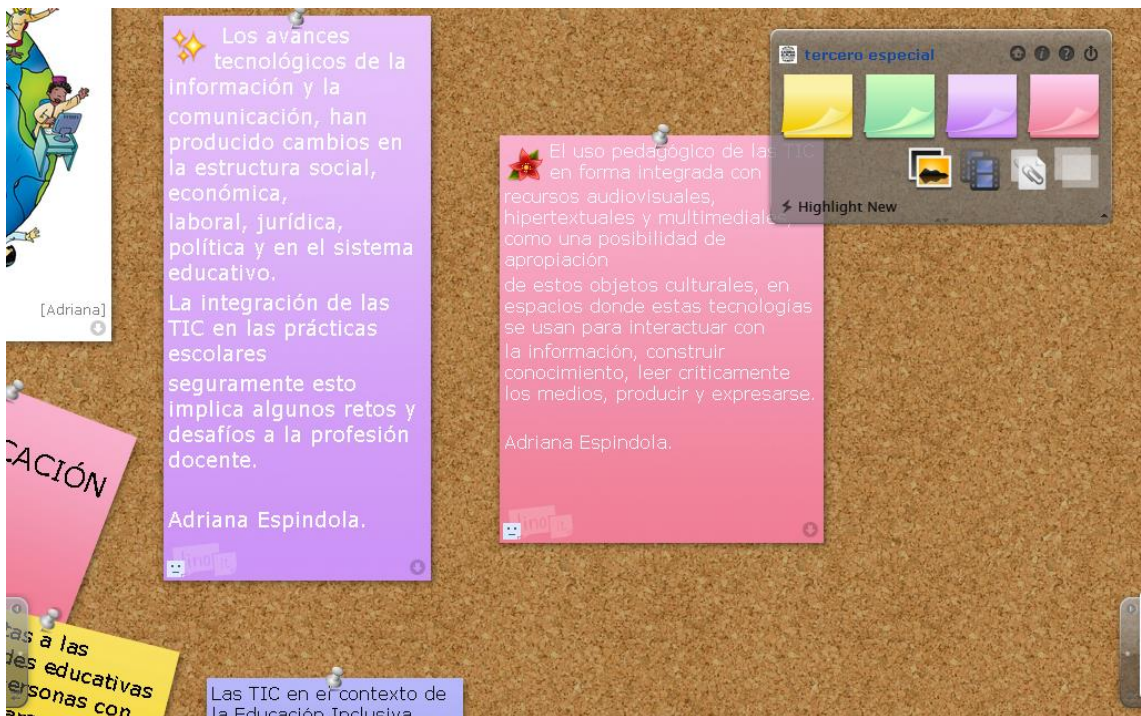 [Adriana]
Los avances
tecnológicos de la
información y la
comunicación, han
producido cambios en
la estructura social,
económica,
laboral, jurídica,
política y en el sistema
educativo.
La integración de las
TIC en las prácticas
escolares
seguramente esto
implica algunos retos y
desafíos a la profesión
docente.
Adriana Espindola.
lino it
El uso pedagógico de las TIC
en forma integrada con
recursos audiovisuales,
hipertextuales y multimediales,
como una posibilidad de
apropiación
de estos objetos culturales, en
espacios donde estas tecnologías
se usan para interactuar con
la información, construir
conocimiento, leer críticamente
los medios, producir y expresarse.
Adriana Espindola.
lino it
tercero especial
Highlight New
CACIÓN
a las
des educativas
personas con
Las TIC en el contexto de
la Educación Inclusiva